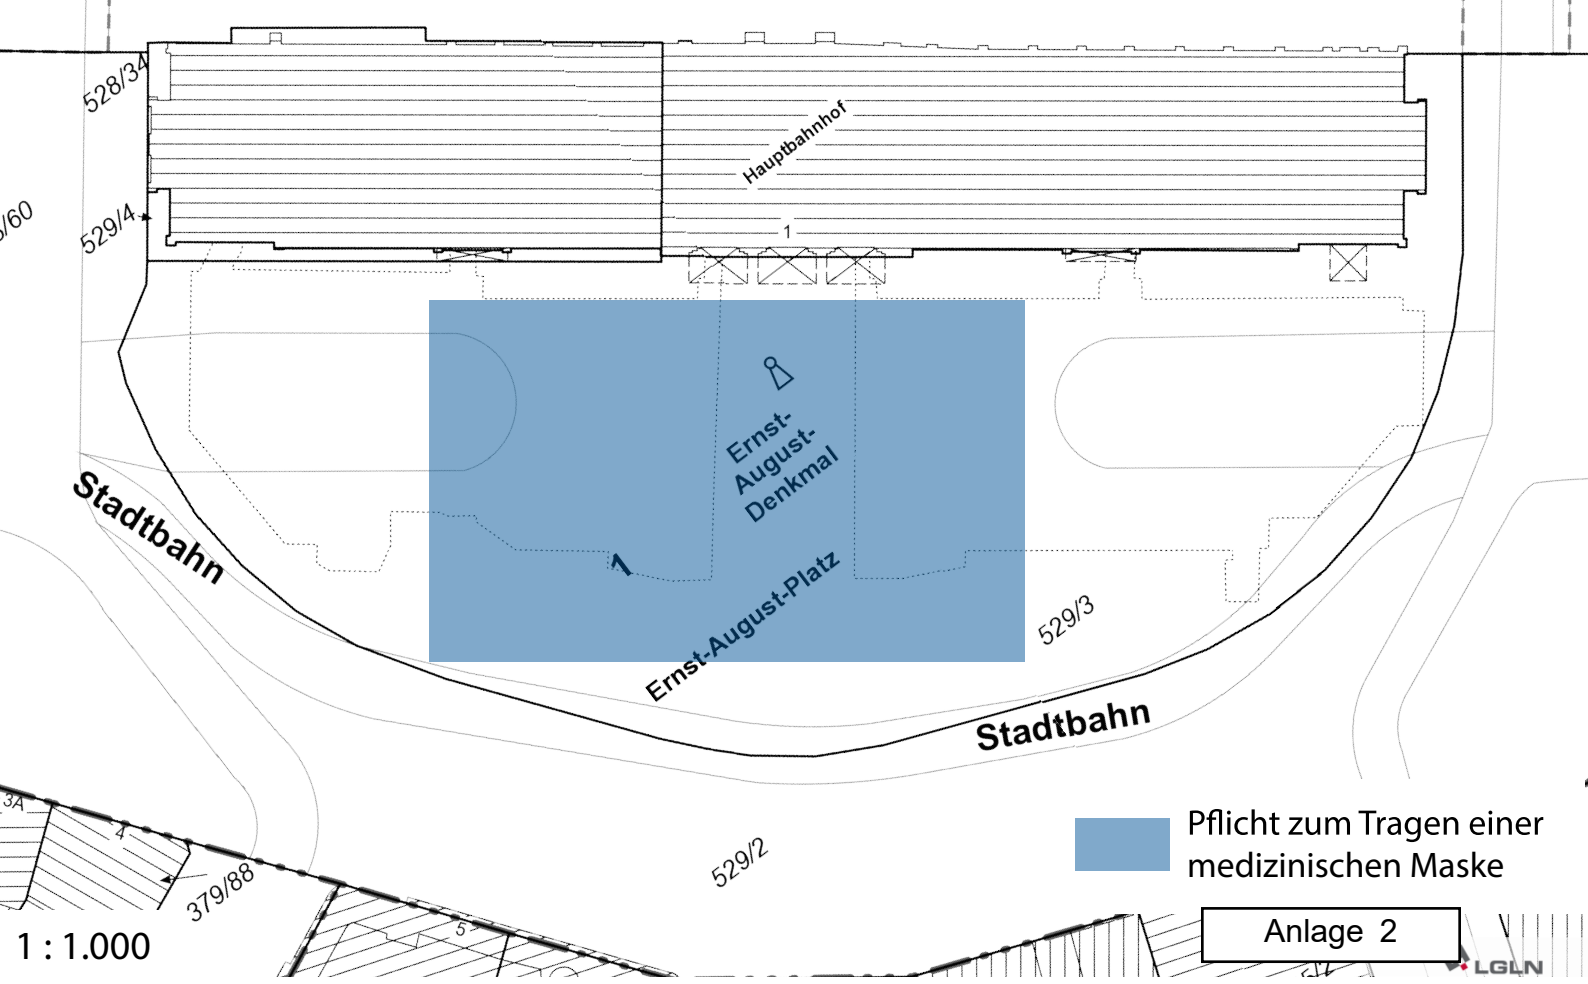 528/34
Hauptbahnhof
/60
529/4
1
Ernst-
August-
Denkmal
Stadtbahn
1
Ernst-August-Platz
529/3
Stadtbahn
3A
4
Pflicht zum Tragen einer
medizinischen Maske
529/2
379/88
5
1 : 1.000
Anlage 2
LGLN